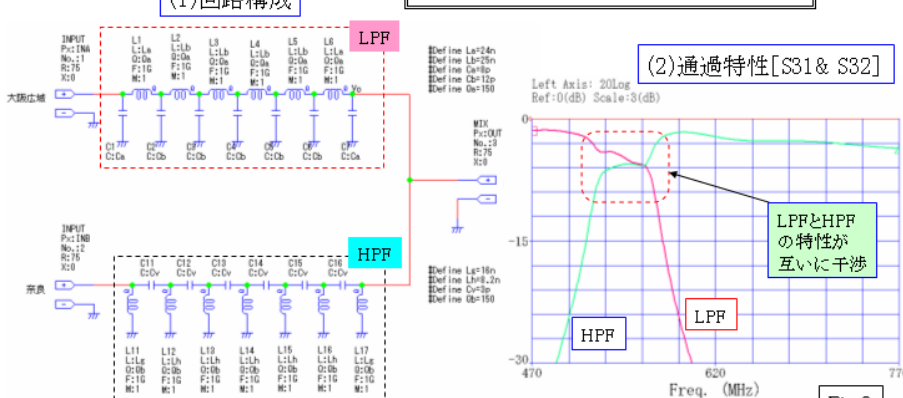 (1)回路構成
LPF
INPUT
Px:INA
No.:1
R:75
X:0
大阪広域
L1
L:La
Q:Qa
F:1G
M:1
L2
L:Lb
Q:Qa
F:1G
M:1
L3
L:Lb
Q:Qa
F:1G
M:1
L4
L:Lb
Q:Qa
F:1G
M:1
L5
L:Lb
Q:Qa
F:1G
M:1
L6
L:La
Q:Qa
F:1G
M:1
Vo
C1
C:Ca
C2
C:Cb
C3
C:Cb
C4
C:Cb
C5
C:Cb
C6
C:Cb
C7
C:Ca
#Define La=24n
#Define Lb=25n
#Define Ca=8p
#Define Cb=12p
#Define Qa=150
MIX
Px:OUT
No.:3
R:75
X:0
HPF
INPUT
Px:INB
No.:2
R:75
X:0
奈良
C11
C:Cv
C12
C:Cv
C13
C:Cv
C14
C:Cv
C15
C:Cv
C16
C:Cv
L11
L:Lg
Q:Qb
F:1G
M:1
L12
L:Lh
Q:Qb
F:1G
M:1
L13
L:Lh
Q:Qb
F:1G
M:1
L14
L:Lh
Q:Qb
F:1G
M:1
L15
L:Lh
Q:Qb
F:1G
M:1
L16
L:Lh
Q:Qb
F:1G
M:1
L17
L:Lg
Q:Qb
F:1G
M:1
#Define Lg=16n
#Define Lh=8.2n
#Define Cv=3p
#Define Qb=150
(2)通過特性[S31& S32]
Left Axis: 20Log
Ref:0(dB) Scale:3(dB)
0
-15
-30
LPFとHPF
の特性が
互いに干渉
HPF
LPF
470
620
770
Freq. (MHz)